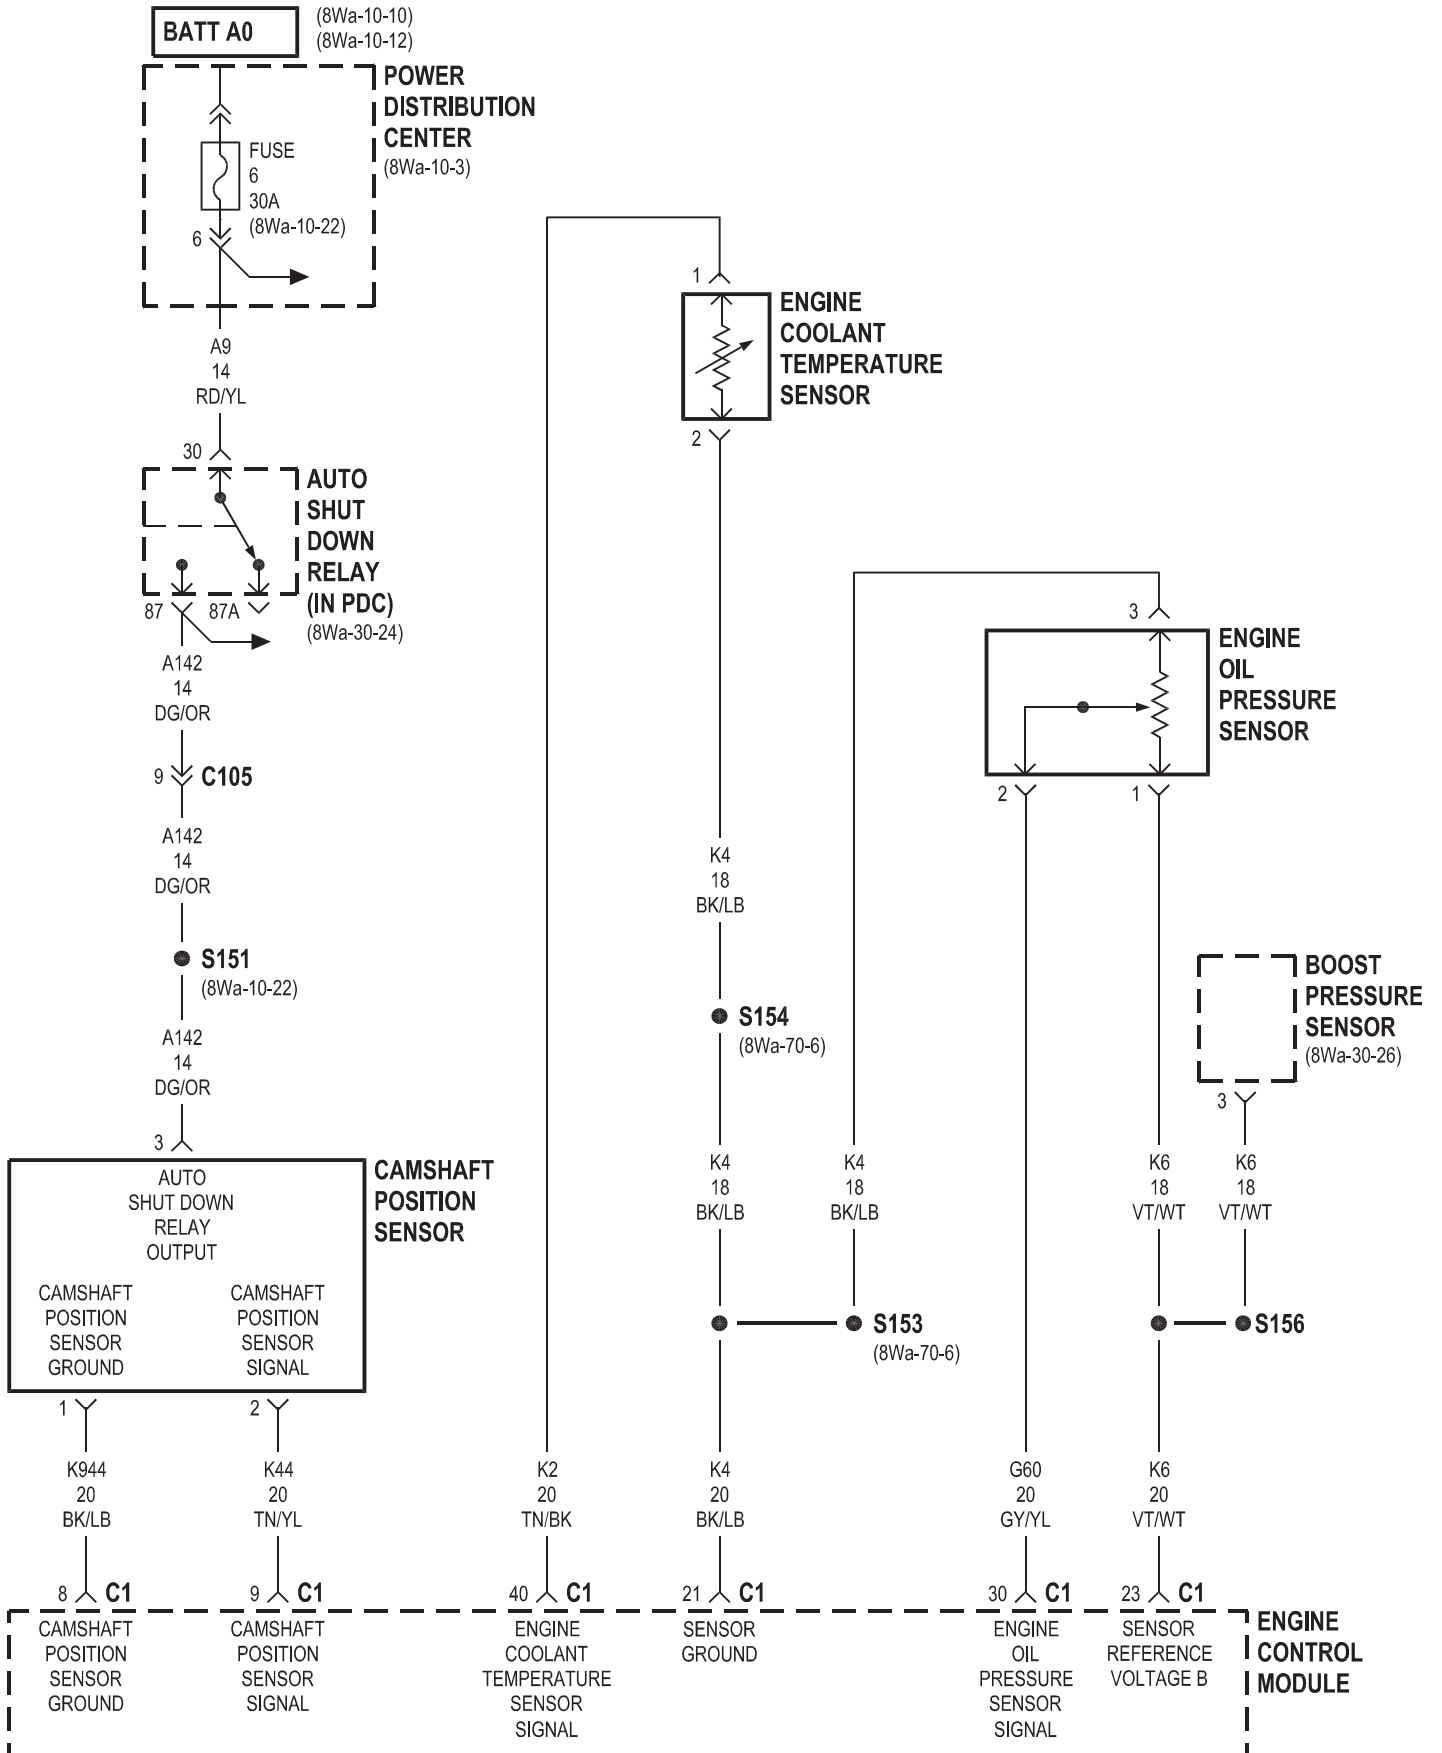 BATT A0
(8Wa-10-10)
(8Wa-10-12)
POWER
DISTRIBUTION
CENTER
(8Wa-10-3)
FUSE
6
30A
(8Wa-10-22)
6
A9
14
RD/YL
30
AUTO
SHUT
DOWN
RELAY
(IN PDC)
(8Wa-30-24)
87
87A
A142
14
DG/OR
9
C105
A142
14
DG/OR
S151
(8Wa-10-22)
A142
14
DG/OR
3
AUTO
SHUT DOWN
RELAY
OUTPUT
CAMSHAFT
POSITION
SENSOR
CAMSHAFT
POSITION
SENSOR
GROUND
CAMSHAFT
POSITION
SENSOR
SIGNAL
1
2
K944
20
BK/LB
K44
20
TN/YL
8
C1
9
C1
1
ENGINE
COOLANT
TEMPERATURE
SENSOR
2
K4
18
BK/LB
S154
(8Wa-70-6)
K4
18
BK/LB
K4
18
BK/LB
S153
(8Wa-70-6)
3
ENGINE
OIL
PRESSURE
SENSOR
2
1
BOOST
PRESSURE
SENSOR
(8Wa-30-26)
3
K6
18
VT/WT
K6
18
VT/WT
S156
K2
20
TN/BK
K4
20
BK/LB
G60
20
GY/YL
K6
20
VT/WT
40
C1
21
C1
30
C1
23
C1
CAMSHAFT
POSITION
SENSOR
GROUND
CAMSHAFT
POSITION
SENSOR
SIGNAL
ENGINE
COOLANT
TEMPERATURE
SENSOR
SIGNAL
SENSOR
GROUND
ENGINE
OIL
PRESSURE
SENSOR
SIGNAL
SENSOR
REFERENCE
VOLTAGE B
ENGINE
CONTROL
MODULE